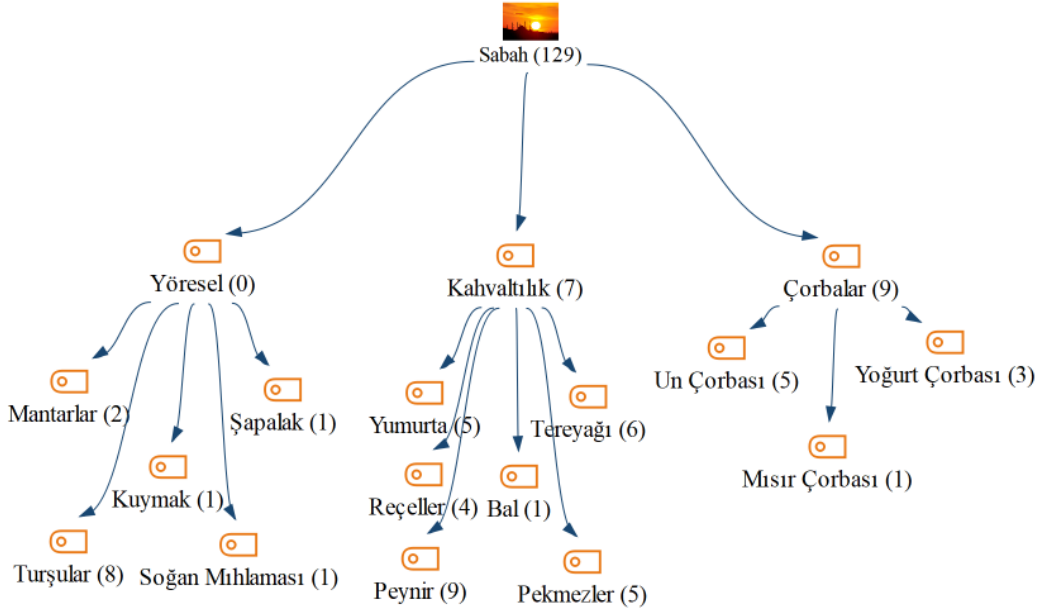 Sabah (129)
Yöresel (0)
Kahvaltılık (7)
Çorbalar (9)
Mantarlar (2)
Şapalak (1)
Yumurta (5)
Tereyağı (6)
Un Çorbası (5)
Yoğurt Çorbası (3)
Kuymak (1)
Reçeller (4)
Bal (1)
Mısır Çorbası (1)
Turşular (8)
Soğan Mıhlaması (1)
Peynir (9)
Pekmezler (5)